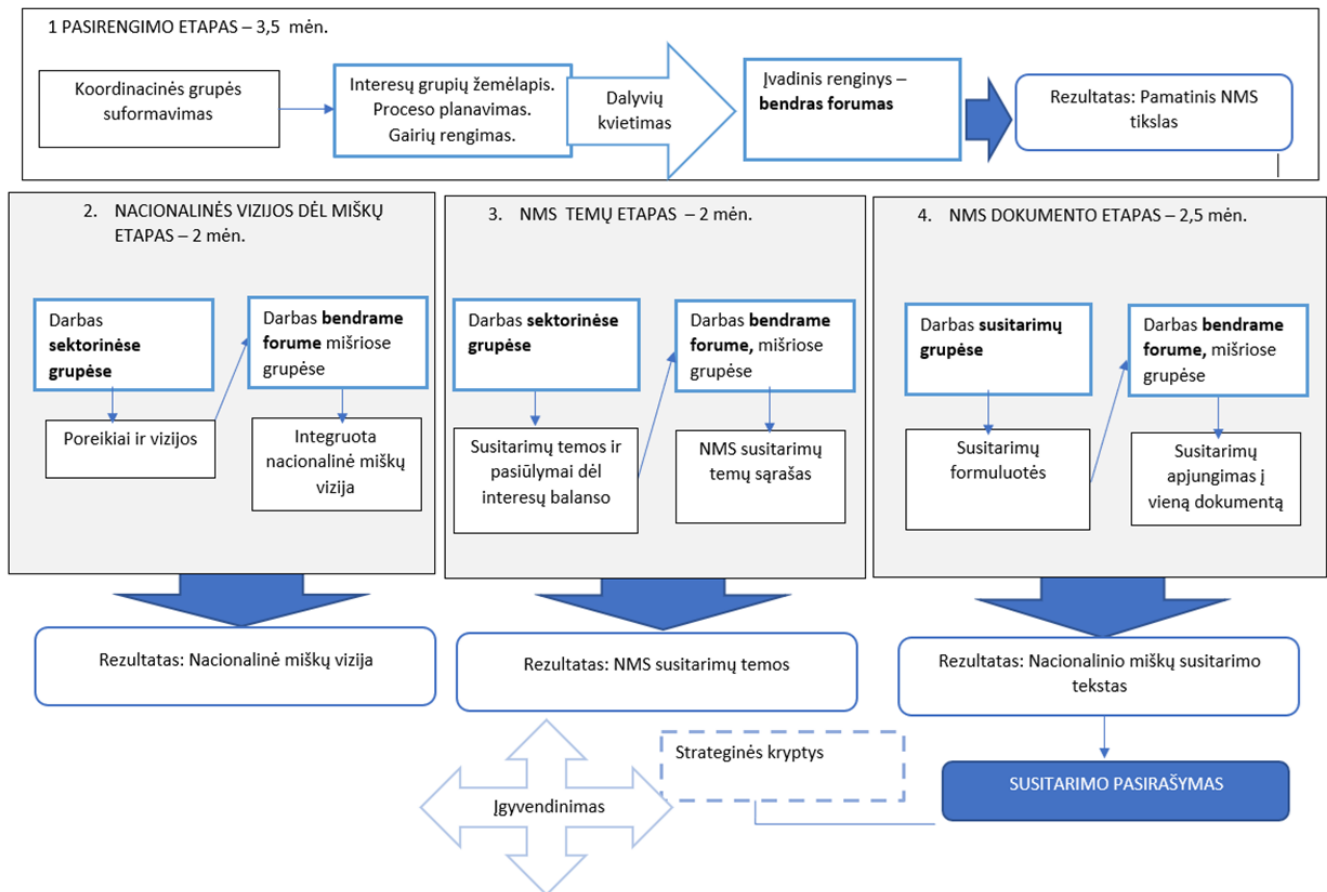 1 PASIRENGIMO ETAPAS – 3,5 mėn.
Koordinacinės grupės
suformavimas
Interesų grupių žemėlapis.
Proceso planavimas.
Gairių rengimas.
Dalyvių
kvietimas
Įvadinis renginys –
bendras forumas
Rezultatas: Pamatinis NMS
tikslas
2. NACIONALINĖS VIZIJOS DĖL MIŠKŲ
ETAPAS – 2 mėn.
Darbas
sektorinėse
grupėse
Darbas bendrame
forume mišriose
grupėse
Poreikiai ir vizijos
Integruota
nacionalinė miškų
vizija
3. NMS TEMŲ ETAPAS – 2 mėn.
Darbas sektorinėse
grupėse
Darbas bendrame
forume, mišriose
grupėse
Susitarimų temos ir
pasiūlymai dėl
interesų balanso
NMS susitarimų
temų sąrašas
4. NMS DOKUMENTO ETAPAS – 2,5 mėn.
Darbas susitarimų
grupėse
Darbas bendrame
forume, mišriose
grupėse
Susitarimų
formuluotės
Susitarimų
apjungimas į
vieną dokumentą
Rezultatas: Nacionalinė miškų vizija
Rezultatas: NMS susitarimų temos
Rezultatas: Nacionalinio miškų susitarimo
tekstas
Strateginės kryptys
Įgyvendinimas
SUSITARIMO PASIRAŠYMAS